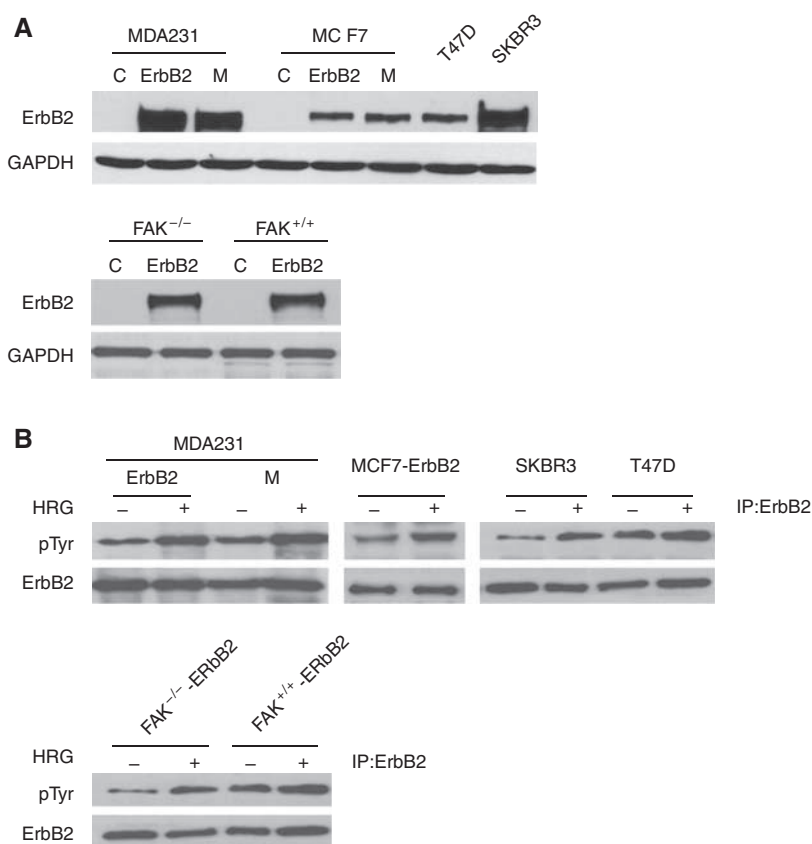 A
MDA231 MC F7 T47D SKBR3
C ErbB2 M C ErbB2 M
ErbB2
GAPDH
FAK−/− FAK+/+
C ErbB2 C ErbB2
ErbB2
GAPDH
B
MDA231
ErbB2 M MCF7-ErbB2 SKBR3 T47D
HRG − + − + − + − + − + IP:ErbB2
pTyr
ErbB2
FAK−/− -ERbB2 FAK+/+ -ERbB2
HRG − + − + IP:ErbB2
pTyr
ErbB2